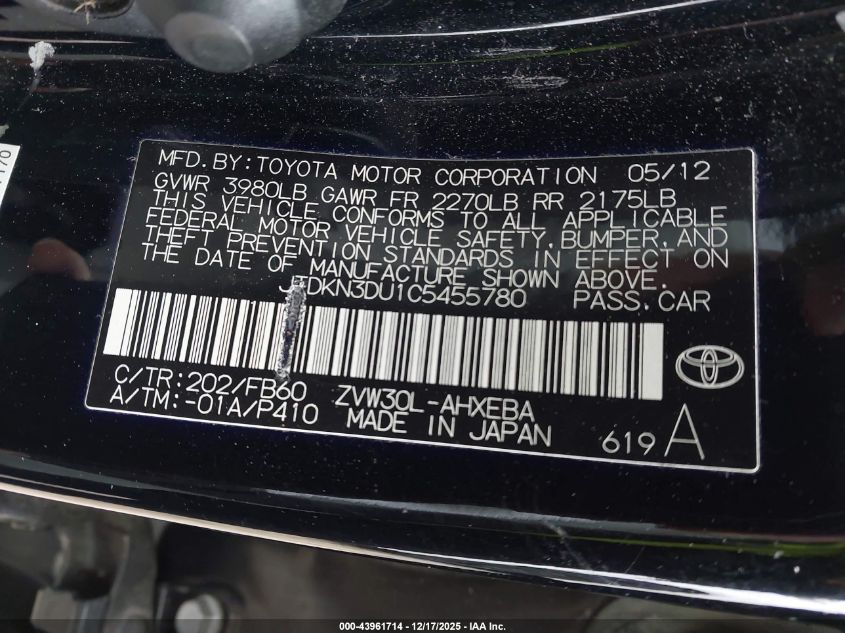 MFD.BY:TOYOTA MOTOR CORPORATION 05/12
GVWR 3980LB GAWR FR 2270LB RR 2175LB
THIS VEHICLE CONFORMS TO ALL APPLICABLE
FEDERAL MOTOR VEHICLE SAFETY,BUMPER,AND
THEFT PREVENTION STANDARDS IN EFFECT ON
THE DATE OF MANUFACTURE SHOWN ABOVE.
PASS.CAR
C/TR:202/FB60 ZVW30L-AHXEBA
A/TM:-01A/P410 MADE IN JAPAN 619 A
000-43961714 - 12/17/2025 - IAA Inc.